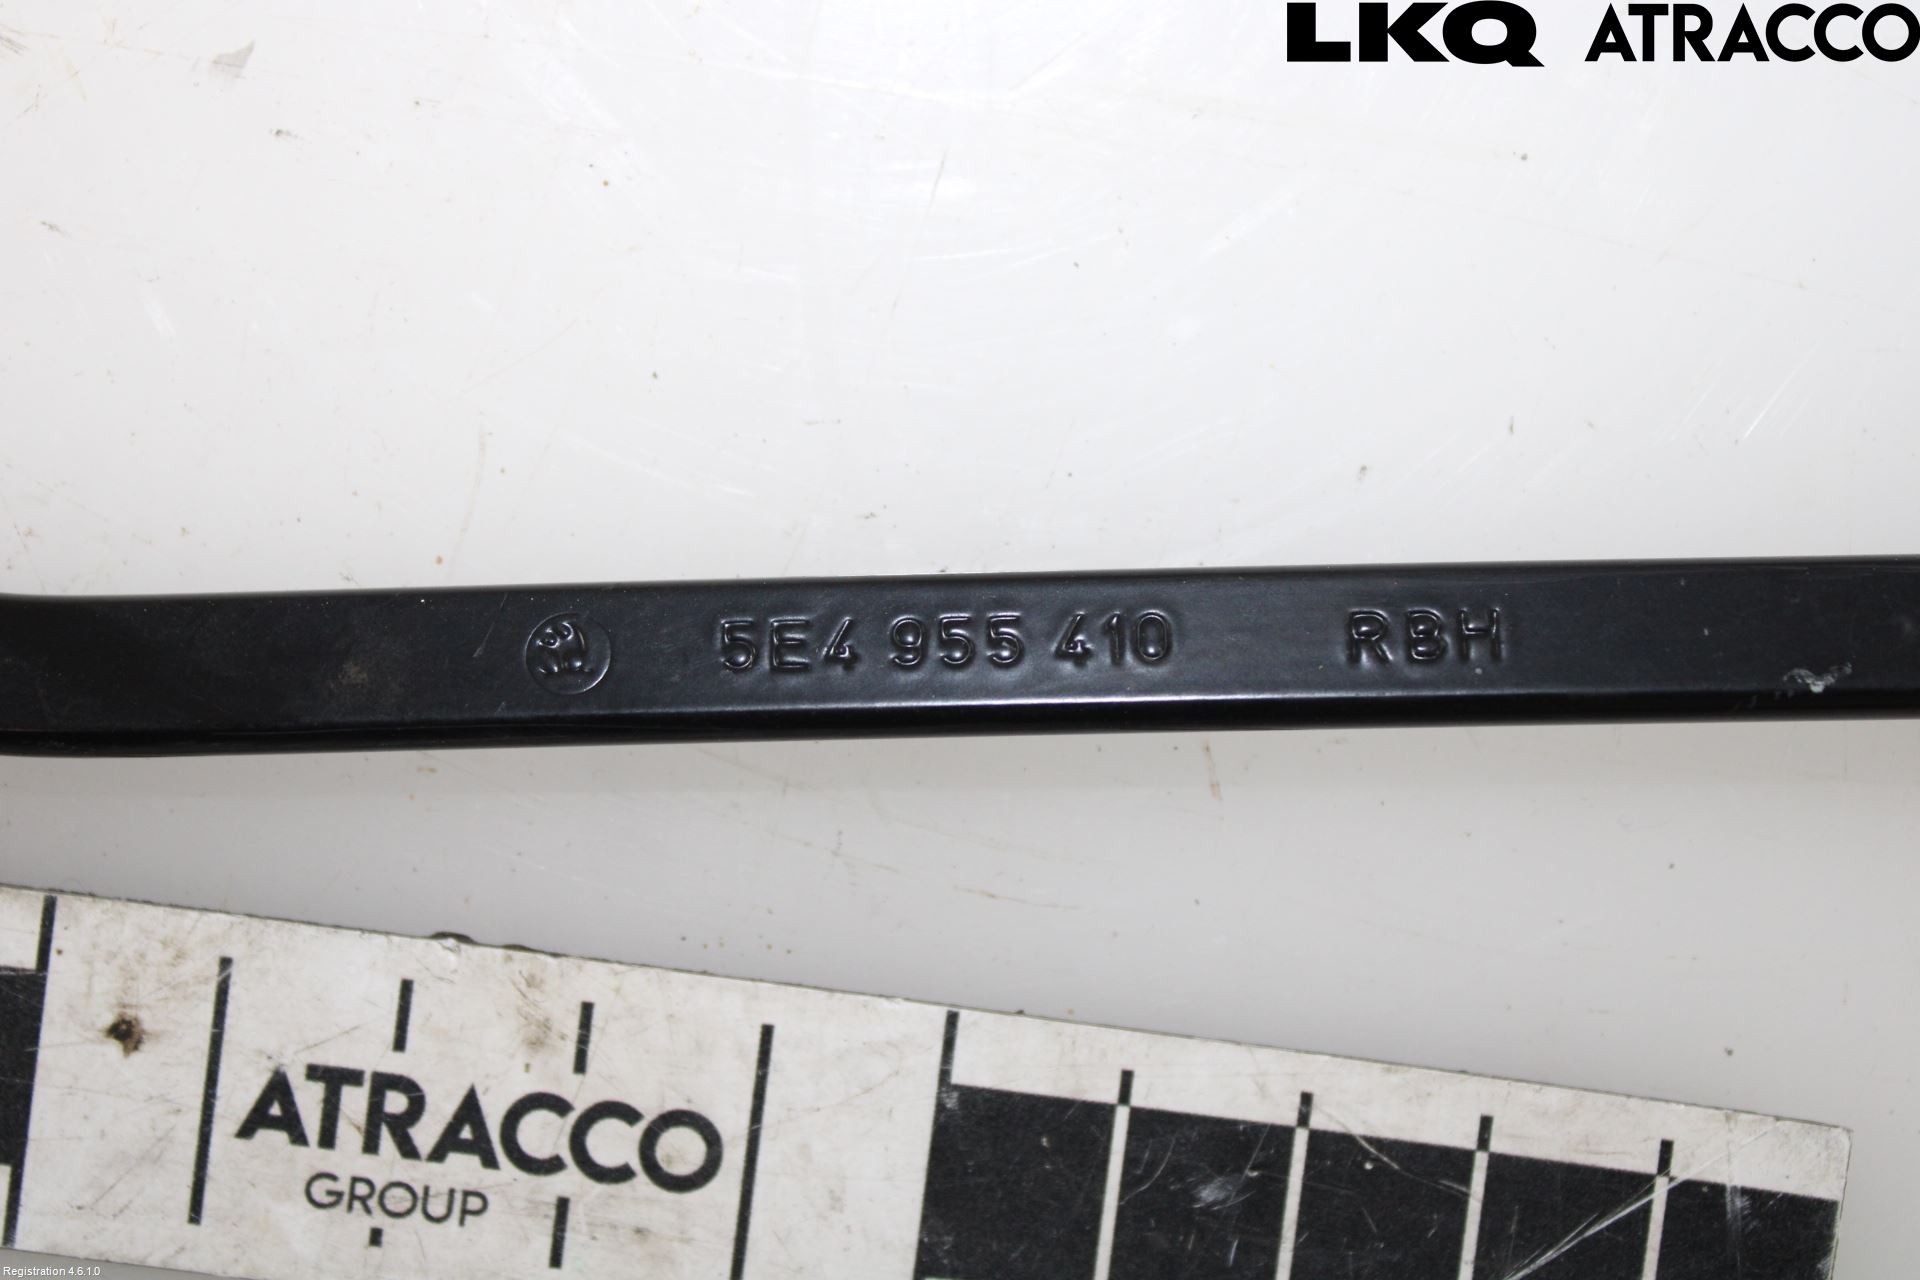 LKQ ATRACCO
5E4 955 410 RBH
ATRACCO
GROUP
Registration 4.6.1.0